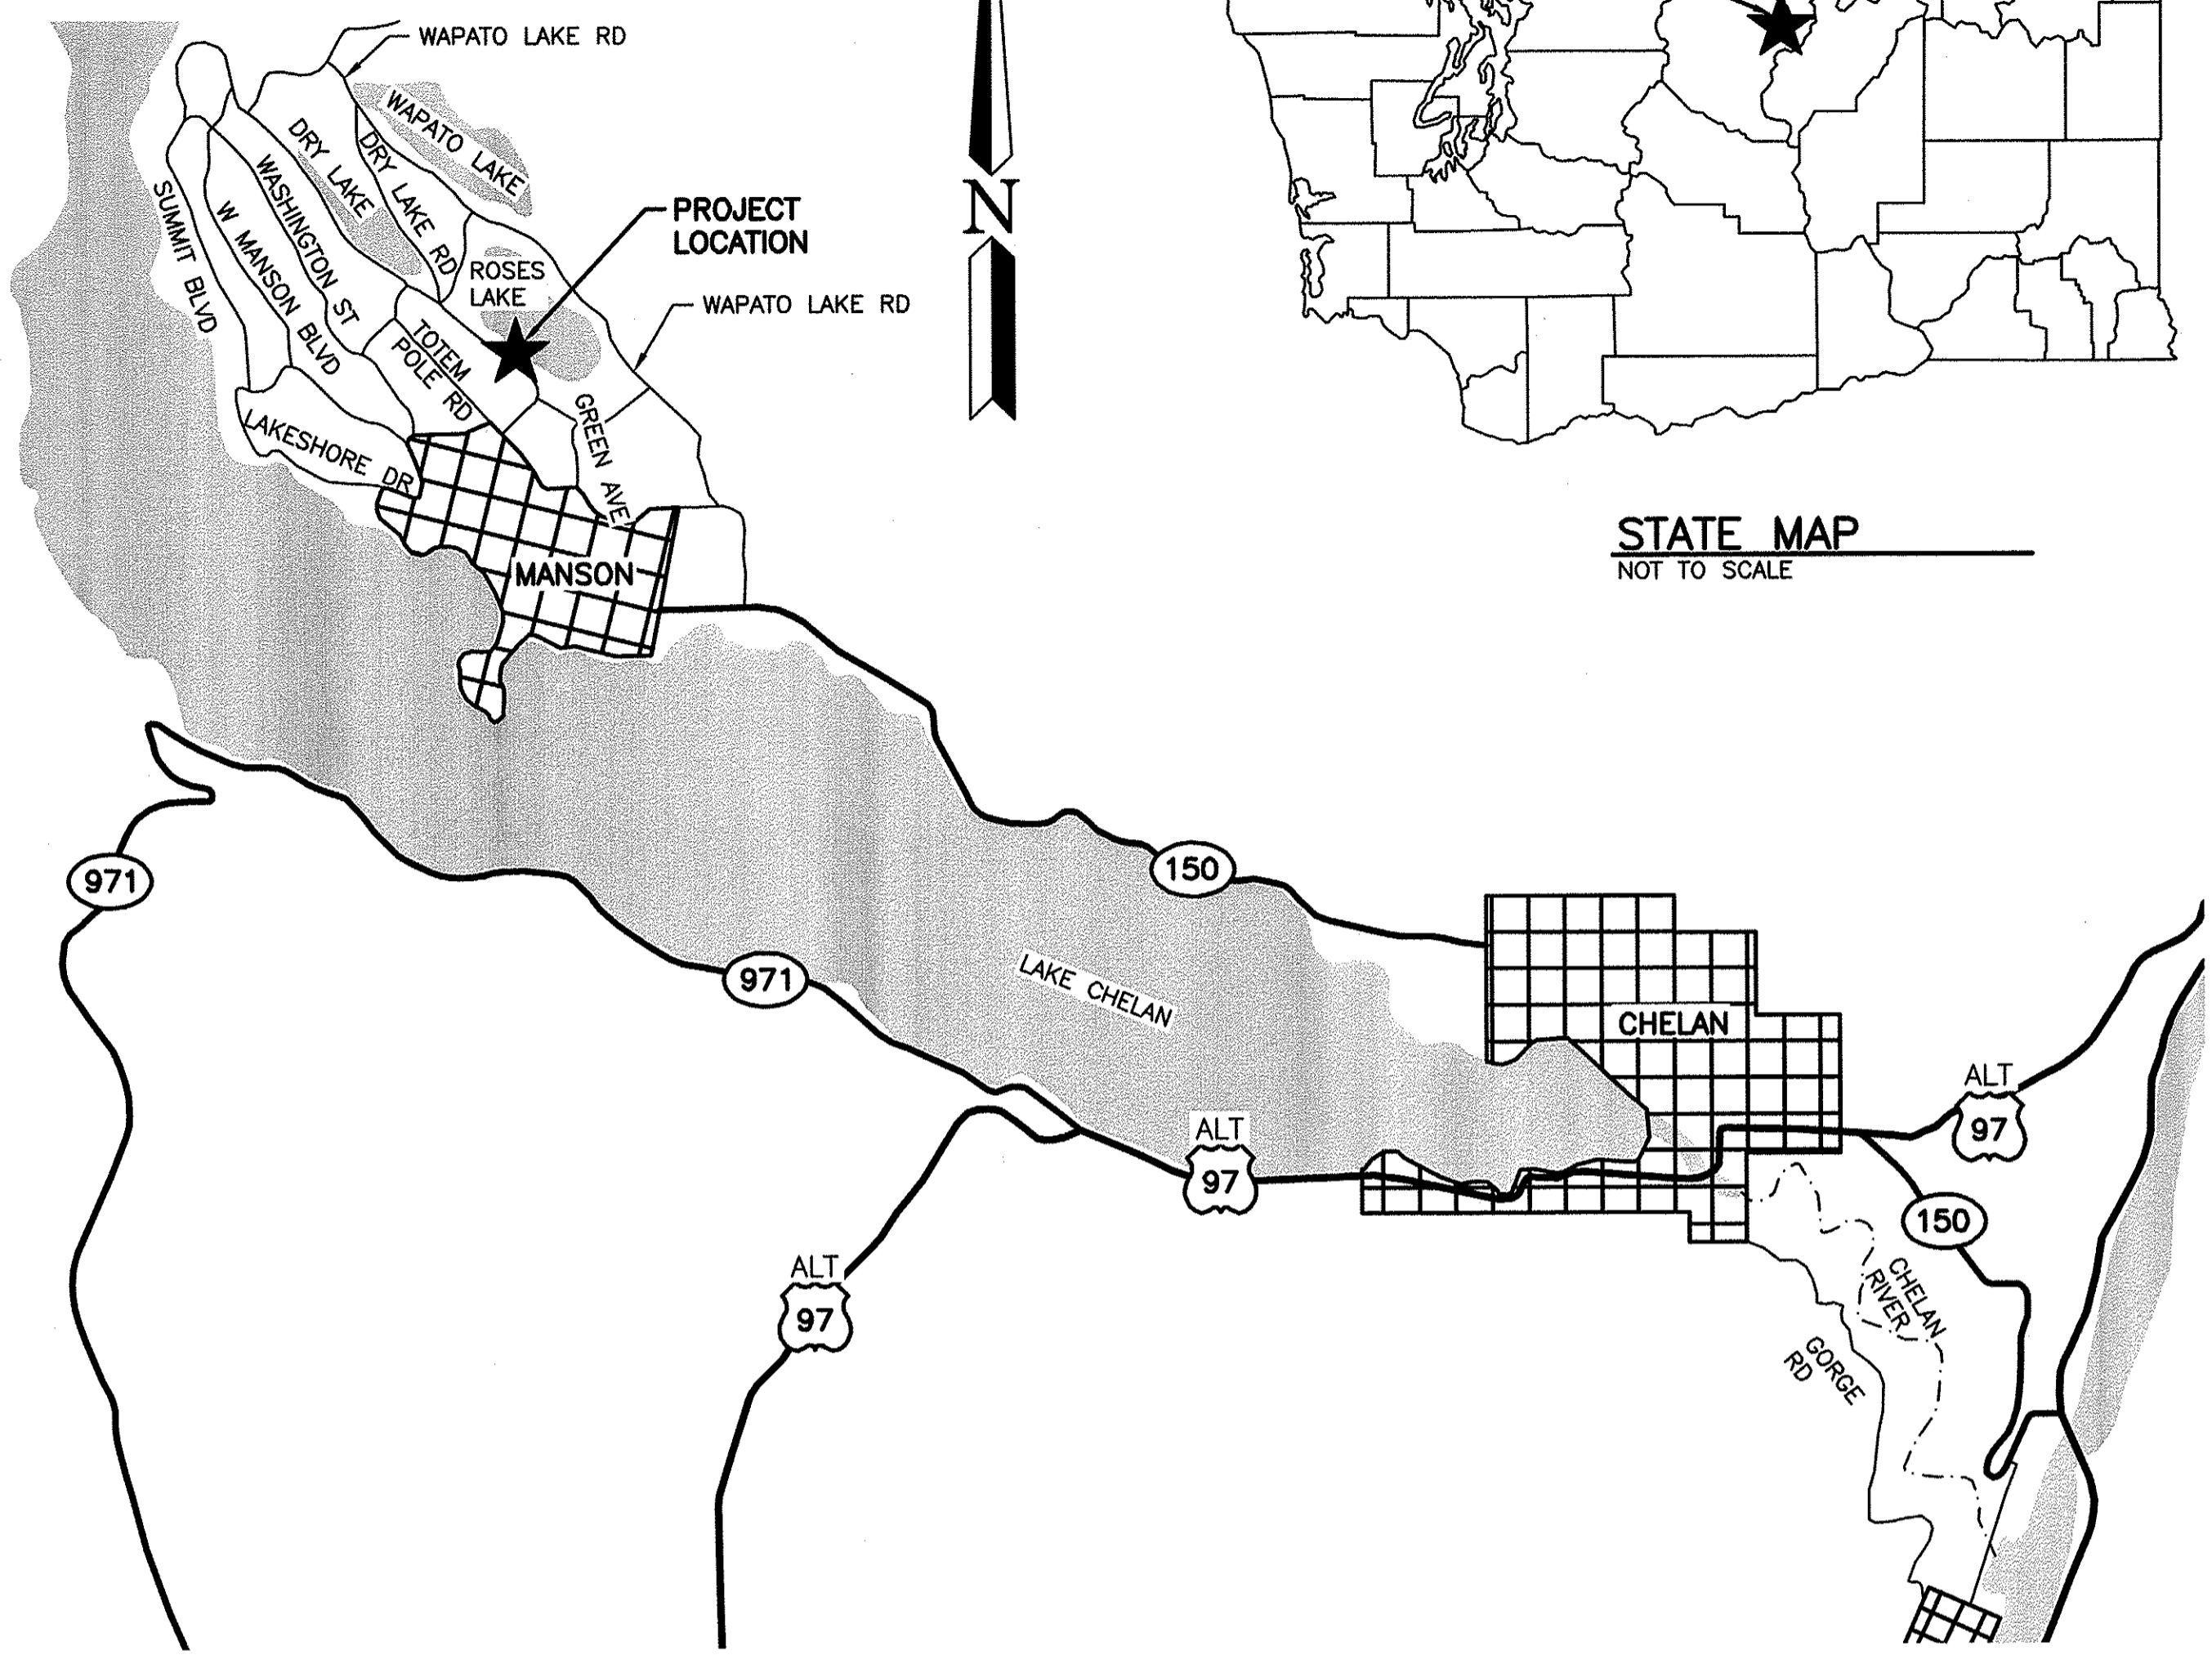 WAPATO LAKE RD
WAPATO LAKE
DRY LAKE
DRY LAKE RD
WASHINGTON ST
W MANSON BLVD
SUMMIT BLVD
PROJECT
LOCATION
ROSES
LAKE
WAPATO LAKE RD
TOTEM
POLE RD
GREEN AVE
LAKESHORE DR
MANSON
N
STATE MAP
NOT TO SCALE
971
150
971
LAKE CHELAN
CHELAN
ALT
97
ALT
97
ALT
97
150
CHELAN
RIVER
GORGE
RD